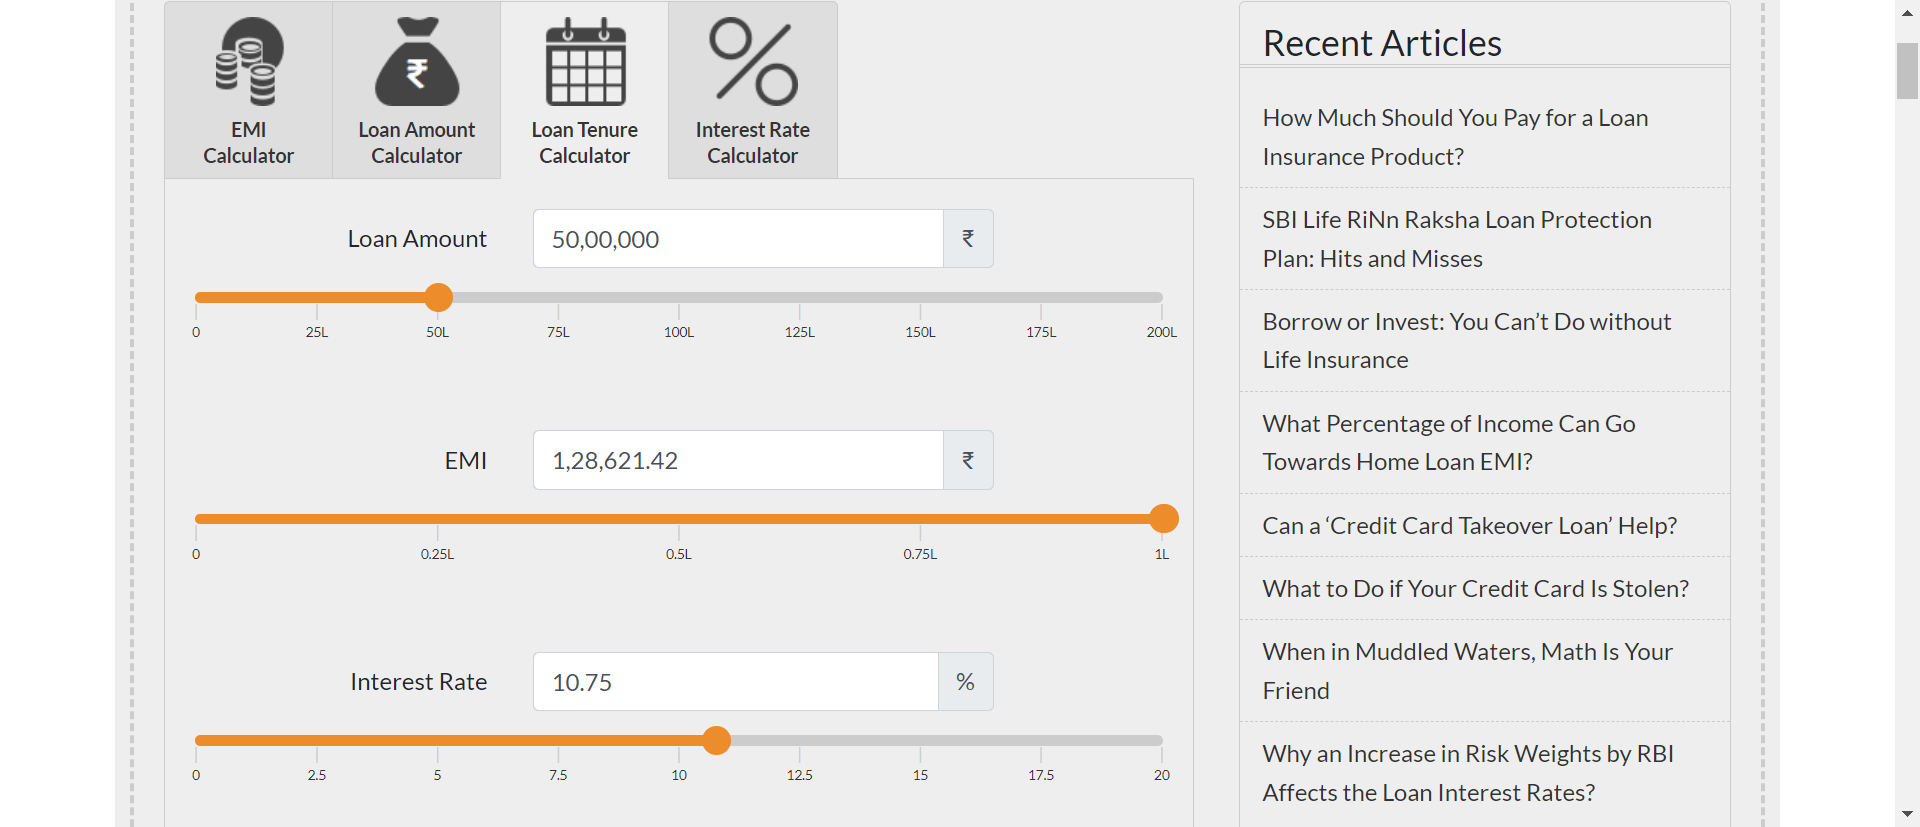 EMI
Calculator
Loan Amount
Calculator
Loan Tenure
Calculator
Interest Rate
Calculator
Loan Amount
50,00,000
₹
0 25L 50L 75L 100L 125L 150L 175L 200L
EMI
1,28,621.42
₹
0 0.25L 0.5L 0.75L 1L
Interest Rate
10.75
%
0 2.5 5 7.5 10 12.5 15 17.5 20
Recent Articles
How Much Should You Pay for a Loan
Insurance Product?
SBI Life RiNn Raksha Loan Protection
Plan: Hits and Misses
Borrow or Invest: You Can’t Do without
Life Insurance
What Percentage of Income Can Go
Towards Home Loan EMI?
Can a ‘Credit Card Takeover Loan’ Help?
What to Do if Your Credit Card Is Stolen?
When in Muddled Waters, Math Is Your
Friend
Why an Increase in Risk Weights by RBI
Affects the Loan Interest Rates?